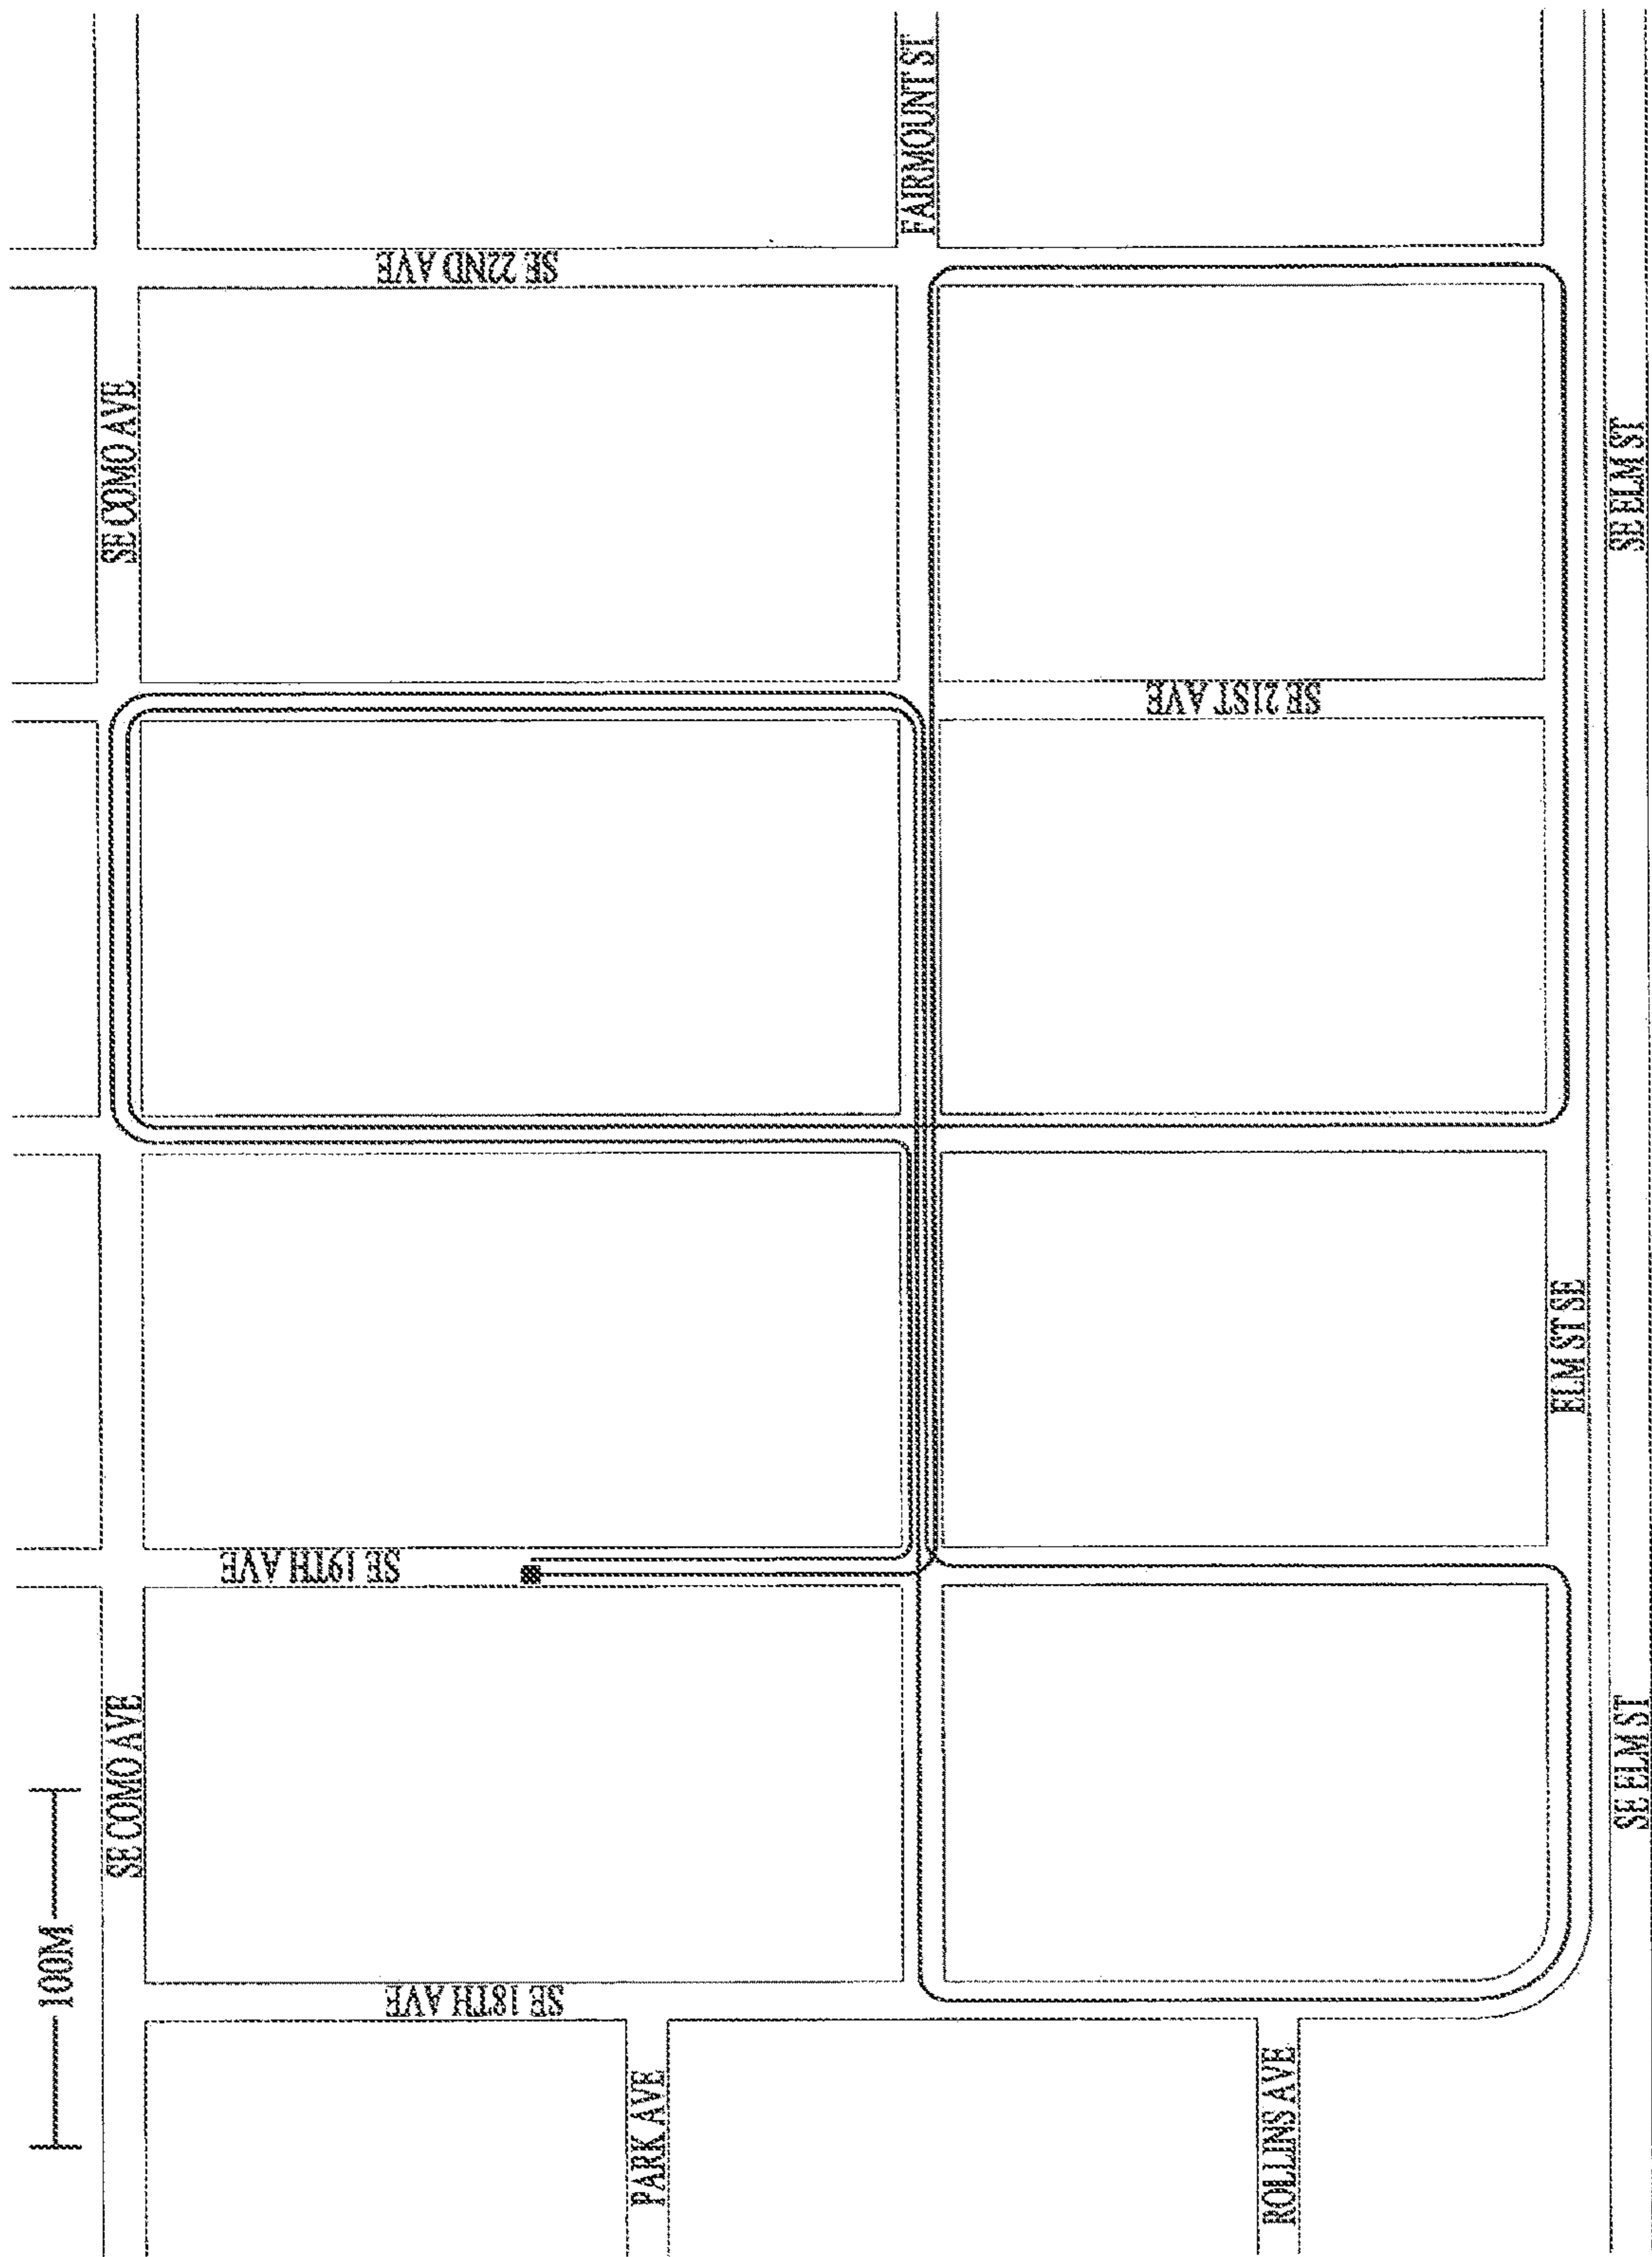 FAIRMOUNT ST
SE 22ND AVE
SE COMO AVE
SE ELM ST
SE 21ST AVE
ELM ST SE
SE 19TH AVE
SE COMO AVE
SE ELM ST
100M
SE 18TH AVE
PARK AVE
ROLLINS AVE